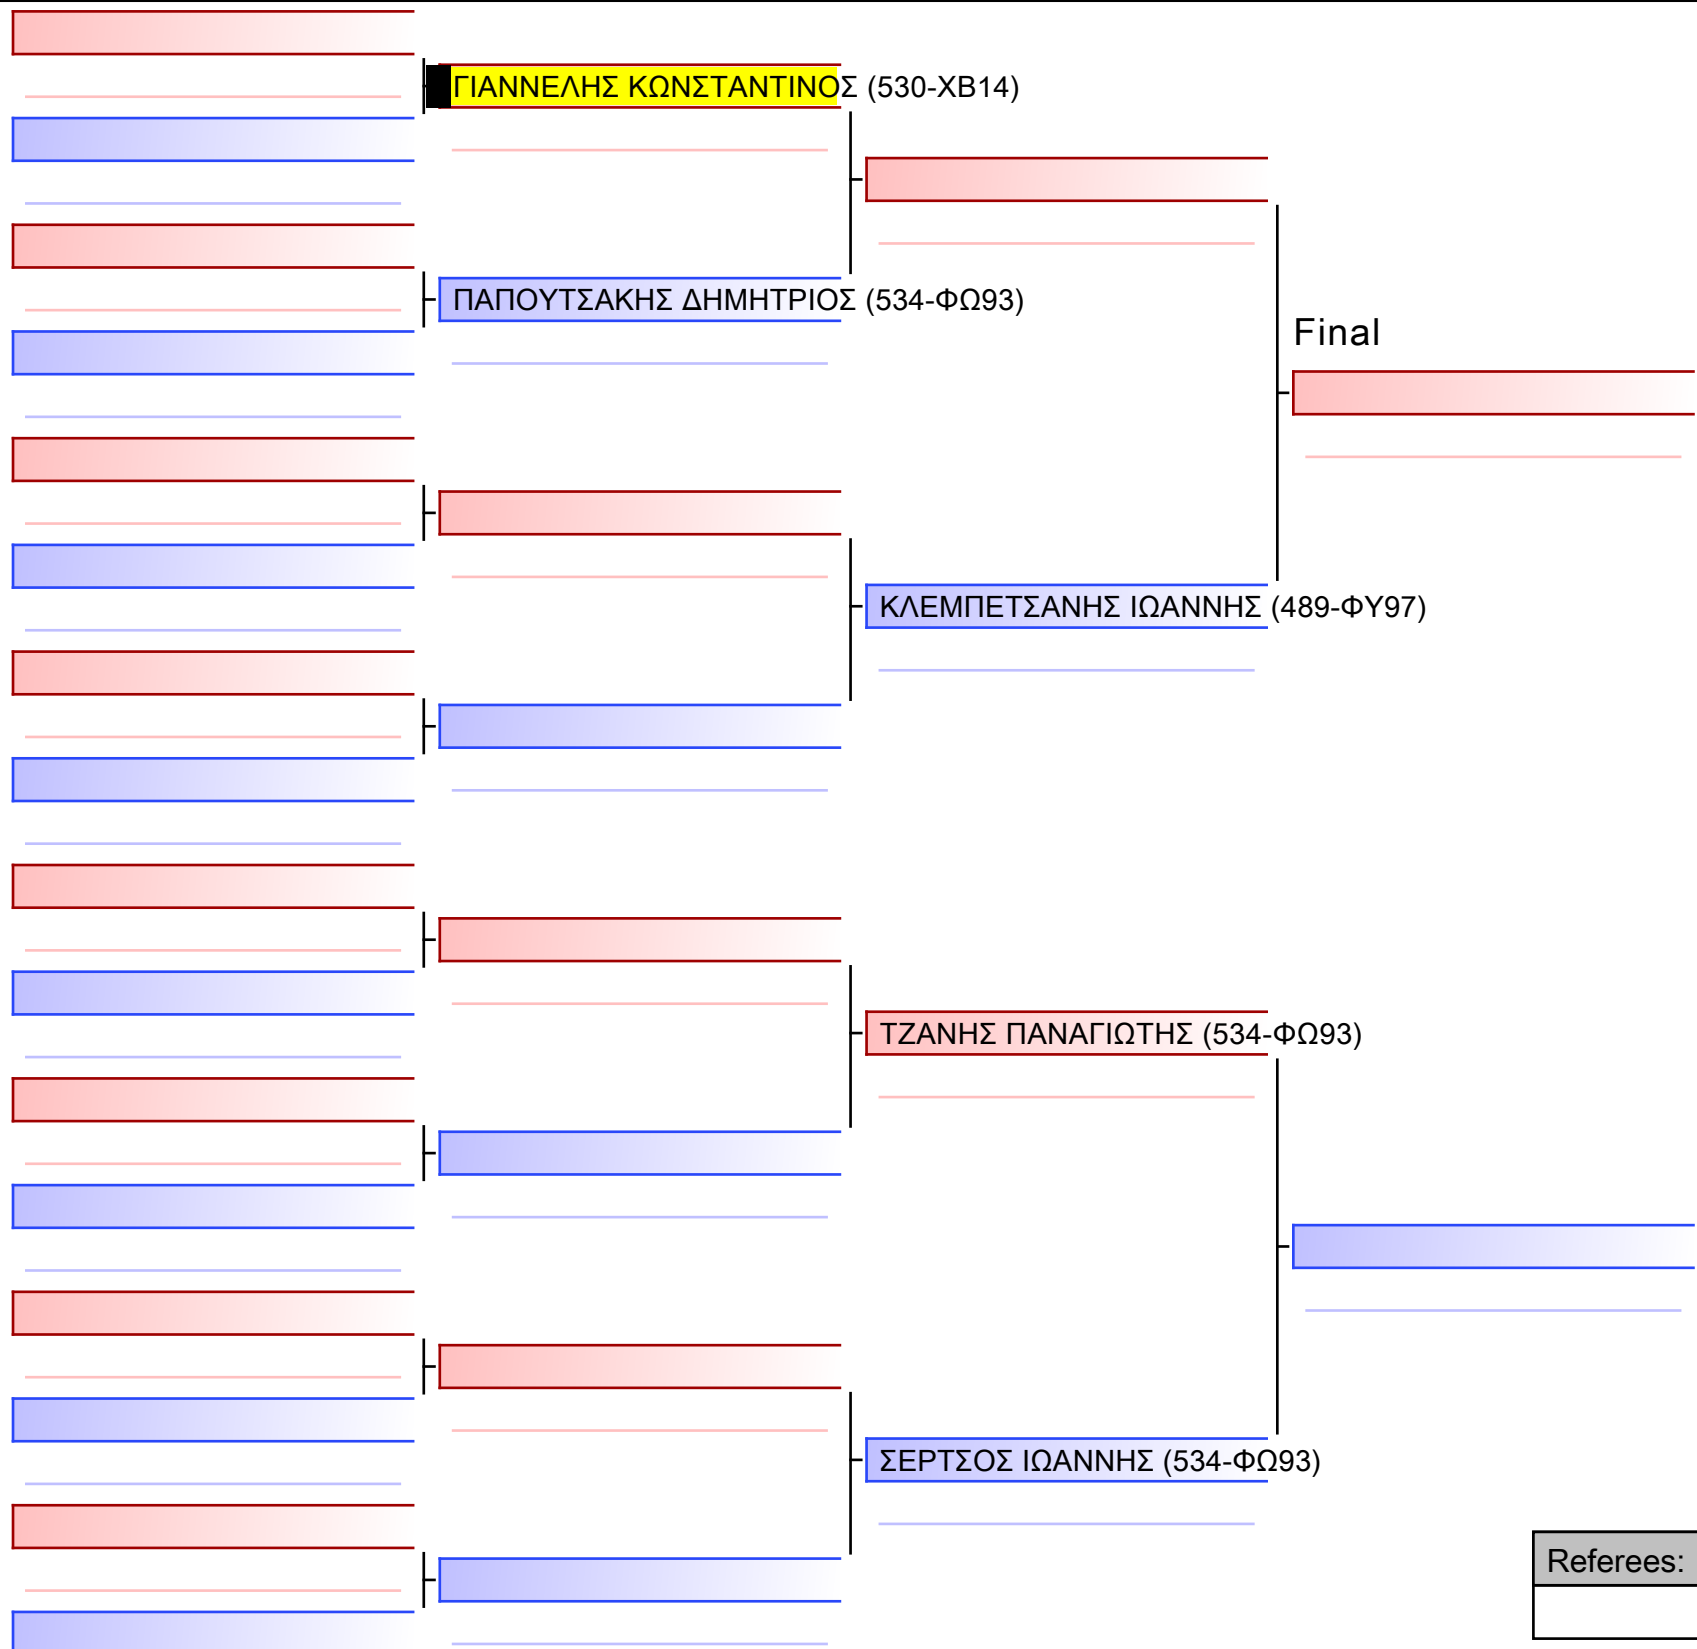 ΓΙΑΝΝΕΛΗΣ ΚΩΝΣΤΑΝΤΙΝΟΣ (530-ΧΒ14)
ΠΑΠΟΥΤΣΑΚΗΣ ΔΗΜΗΤΡΙΟΣ (534-ΦΩ93)
Final
ΚΛΕΜΠΕΤΣΑΝΗΣ ΙΩΑΝΝΗΣ (489-ΦΥ97)
ΤΖΑΝΗΣ ΠΑΝΑΓΙΩΤΗΣ (534-ΦΩ93)
ΣΕΡΤΣΟΣ ΙΩΑΝΝΗΣ (534-ΦΩ93)
Referees: